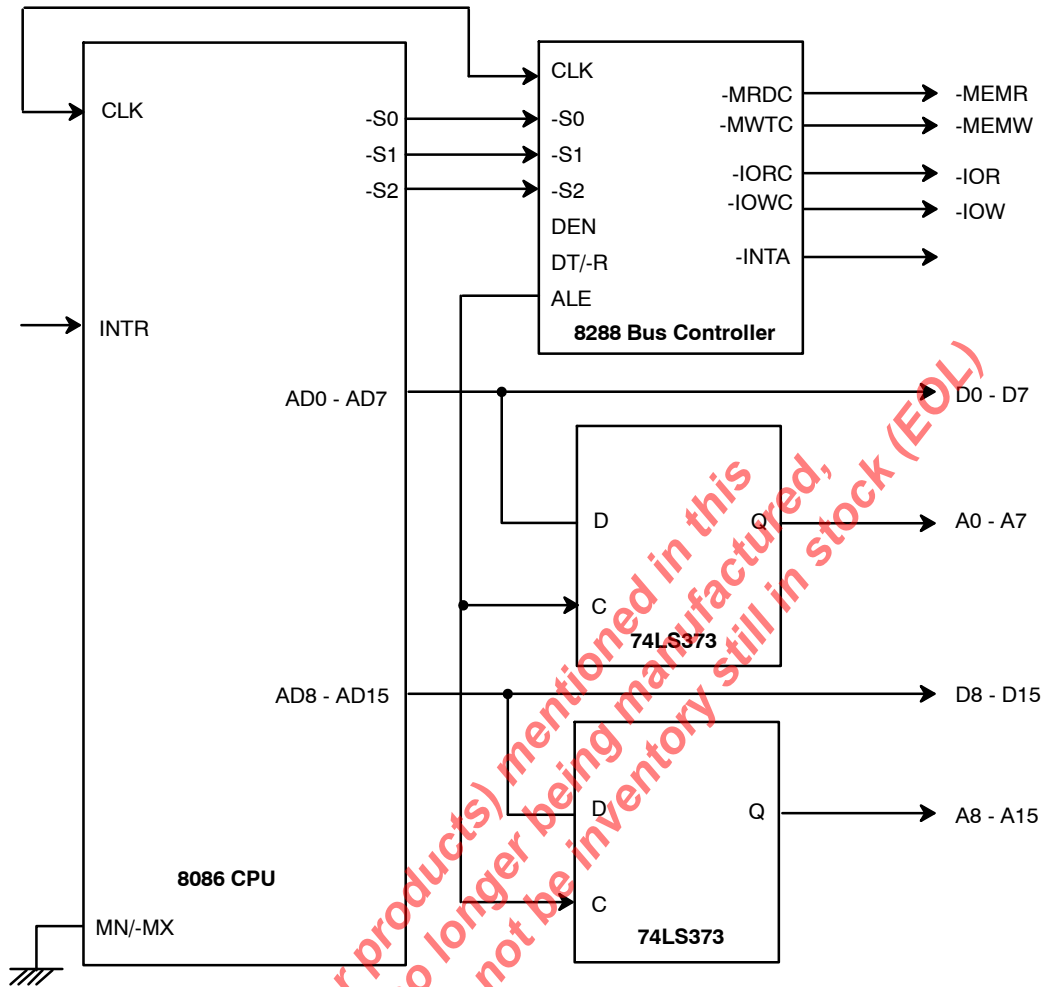 CLK
-S0
-S1
-S2
INTR
AD0 - AD7
AD8 - AD15
8086 CPU
MN/-MX
CLK
-S0
-S1
-S2
DEN
DT/-R
ALE
-MRDC
-MWTC
-IORC
-IOWC
-INTA
8288 Bus Controller
-MEMR
-MEMW
-IOR
-IOW
D0 - D7
D
Q
C
74LS373
A0 - A7
D8 - D15
D
Q
C
74LS373
A8 - A15
r products) mentioned in this
o longer being manufactured,
not be inventory still in stock (EOL)